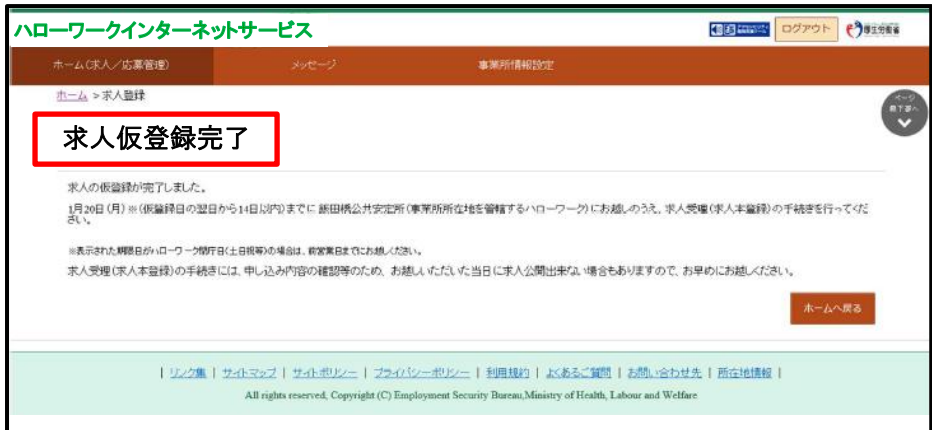 ハローワークインターネットサービス
ログアウト
厚生労働省
ホーム(求人/応募管理)
メッセージ
事業所情報設定
ホーム > 求人登録
ページ
最下部へ
求人仮登録完了
求人の仮登録が完了しました。
1月20日(月)※(仮登録日の翌日から14日以内)までに 飯田橋公共安定所(事業所所在地を管轄するハローワーク)にお越しのうえ、求人受理(求人本登録)の手続きを行ってくだ
さい。
※表示された期限日がハローワーク閉庁日(土日祝等)の場合は、前営業日までにお越しください。
求人受理(求人本登録)の手続きには、申し込み内容の確認等のため、お越しいただいた当日に求人公開出来ない場合もありますので、お早めにお越しください。
ホームへ戻る
| リンク集 | サイトマップ | サイトポリシー | プライバシーポリシー | 利用規約 | よくあるご質問 | お問い合わせ先 | 所在地情報 |
All rights reserved, Copyright (C) Employment Security Bureau,Ministry of Health, Labour and Welfare